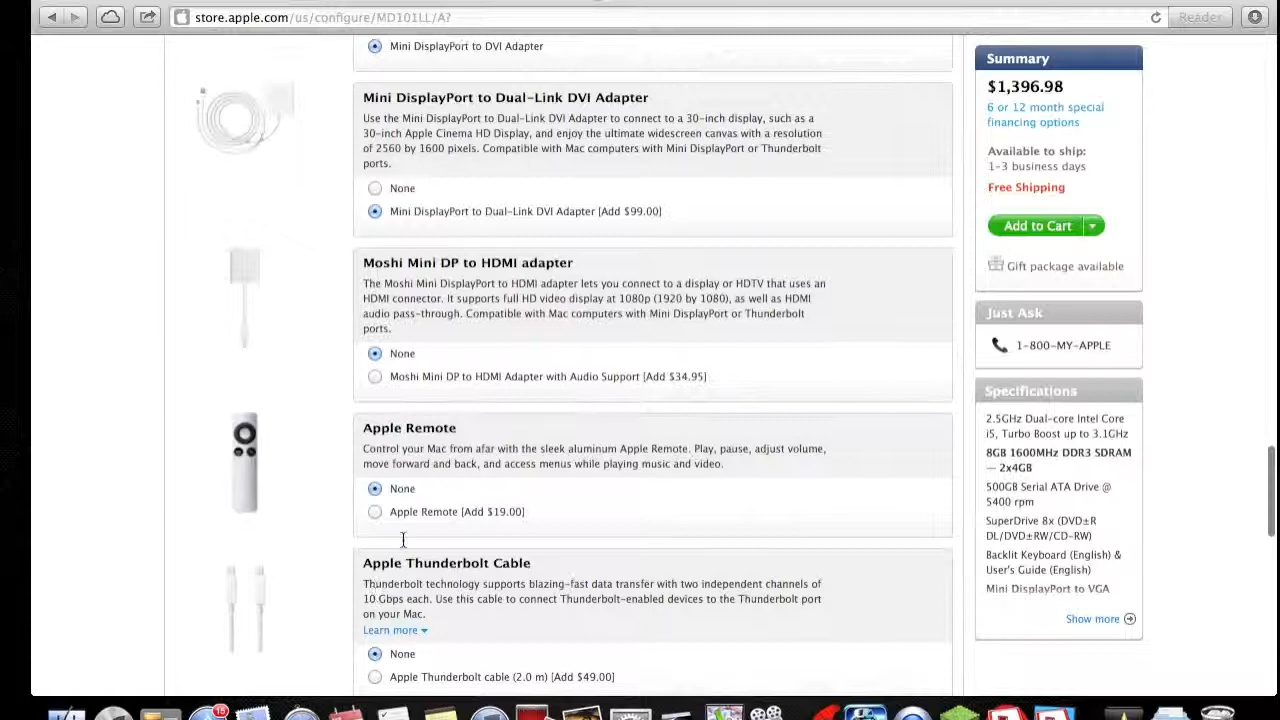 store.apple.com/us/configure/MD101LL/A?
Reader
Mini DisplayPort to DVI Adapter
Mini DisplayPort to Dual-Link DVI Adapter
Use the Mini DisplayPort to Dual-Link DVI Adapter to connect to a 30-inch display, such as a
30-inch Apple Cinema HD Display, and enjoy the ultimate widescreen canvas with a resolution
of 2560 by 1600 pixels. Compatible with Mac computers with Mini DisplayPort or Thunderbolt
ports.
None
Mini DisplayPort to Dual-Link DVI Adapter [Add $99.00]
Moshi Mini DP to HDMI adapter
The Moshi Mini DisplayPort to HDMI adapter lets you connect to a display or HDTV that uses an
HDMI connector. It supports full HD video display at 1080p (1920 by 1080), as well as HDMI
audio pass-through. Compatible with Mac computers with Mini DisplayPort or Thunderbolt
ports.
None
Moshi Mini DP to HDMI Adapter with Audio Support [Add $34.95]
Apple Remote
Control your Mac from afar with the sleek aluminum Apple Remote. Play, pause, adjust volume,
move forward and back, and access menus while playing music and video.
None
Apple Remote [Add $19.00]
Apple Thunderbolt Cable
Thunderbolt technology supports blazing-fast data transfer with two independent channels of
10 Gbps each. Use this cable to connect Thunderbolt-enabled devices to the Thunderbolt port
on your Mac.
Learn more
None
Apple Thunderbolt cable (2.0 m) [Add $49.00]
Summary
$1,396.98
6 or 12 month special
financing options
Available to ship:
1-3 business days
Free Shipping
Add to Cart
Gift package available
Just Ask
1-800-MY-APPLE
Specifications
2.5GHz Dual-core Intel Core
i5, Turbo Boost up to 3.1GHz
8GB 1600MHz DDR3 SDRAM
— 2x4GB
500GB Serial ATA Drive @
5400 rpm
SuperDrive 8x (DVD±R
DL/DVD±RW/CD-RW)
Backlit Keyboard (English) &
User's Guide (English)
Mini DisplayPort to VGA
Show more
15